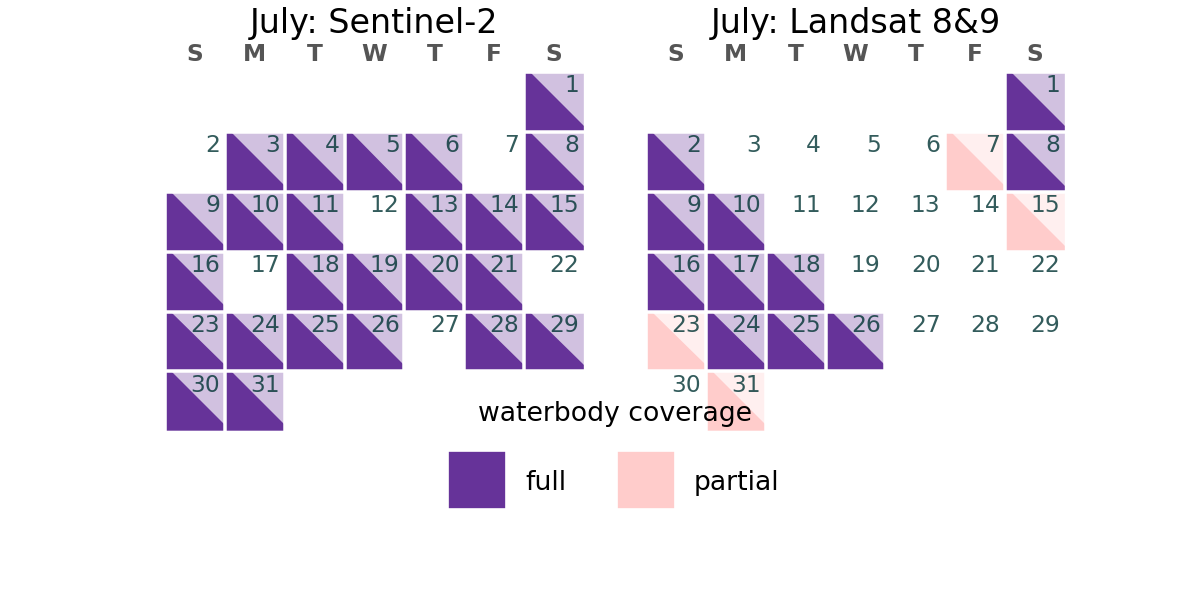 July: Sentinel-2
S M T W T F S
1
2 3 4 5 6 7 8
9 10 11 12 13 14 15
16 17 18 19 20 21 22
23 24 25 26 27 28 29
30 31
July: Landsat 8&9
S M T W T F S
1
2 3 4 5 6 7 8
9 10 11 12 13 14 15
16 17 18 19 20 21 22
23 24 25 26 27 28 29
30 31
waterbody coverage
full partial